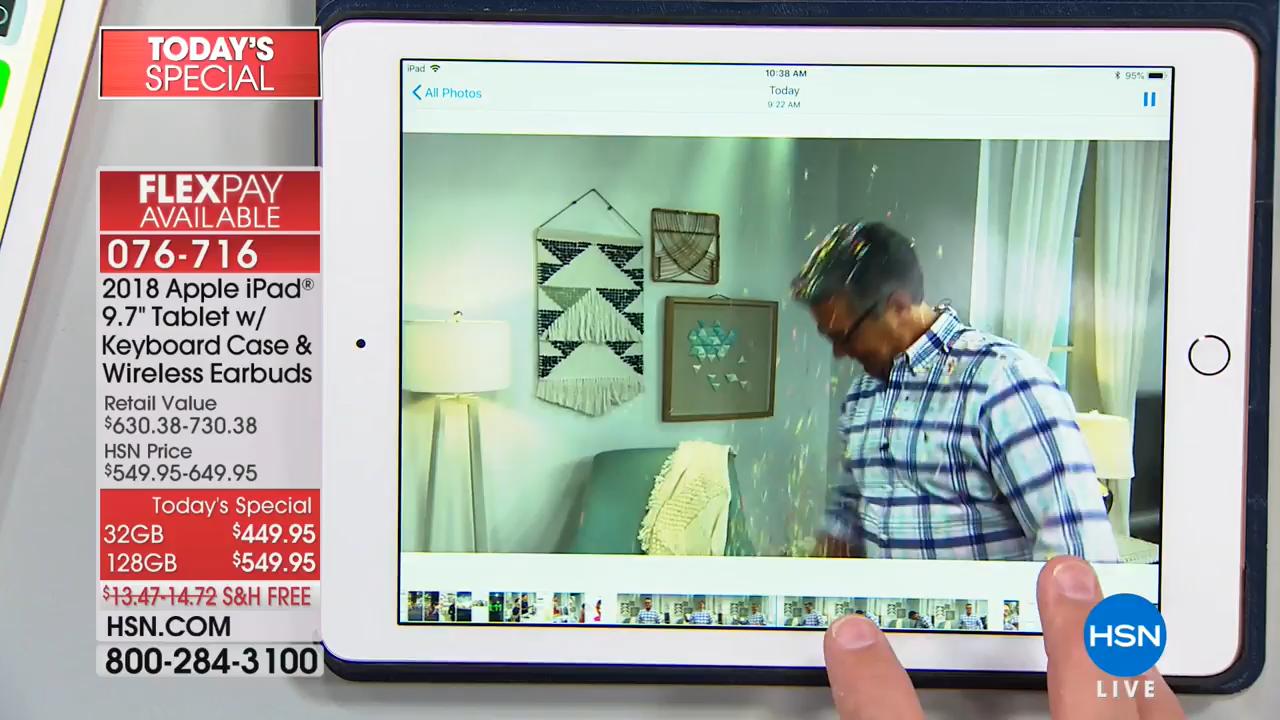 TODAY'S
SPECIAL
FLEXPAY
AVAILABLE
076-716
2018 Apple iPad®
9.7" Tablet w/
Keyboard Case &
Wireless Earbuds
Retail Value
$630.38-730.38
HSN Price
$549.95-649.95
Today's Special
32GB $449.95
128GB $549.95
$13.47-14.72 S&H FREE
HSN.COM
800-284-3100
iPad 10:38 AM 95%
All Photos Today
9:22 AM
HSN
LIVE